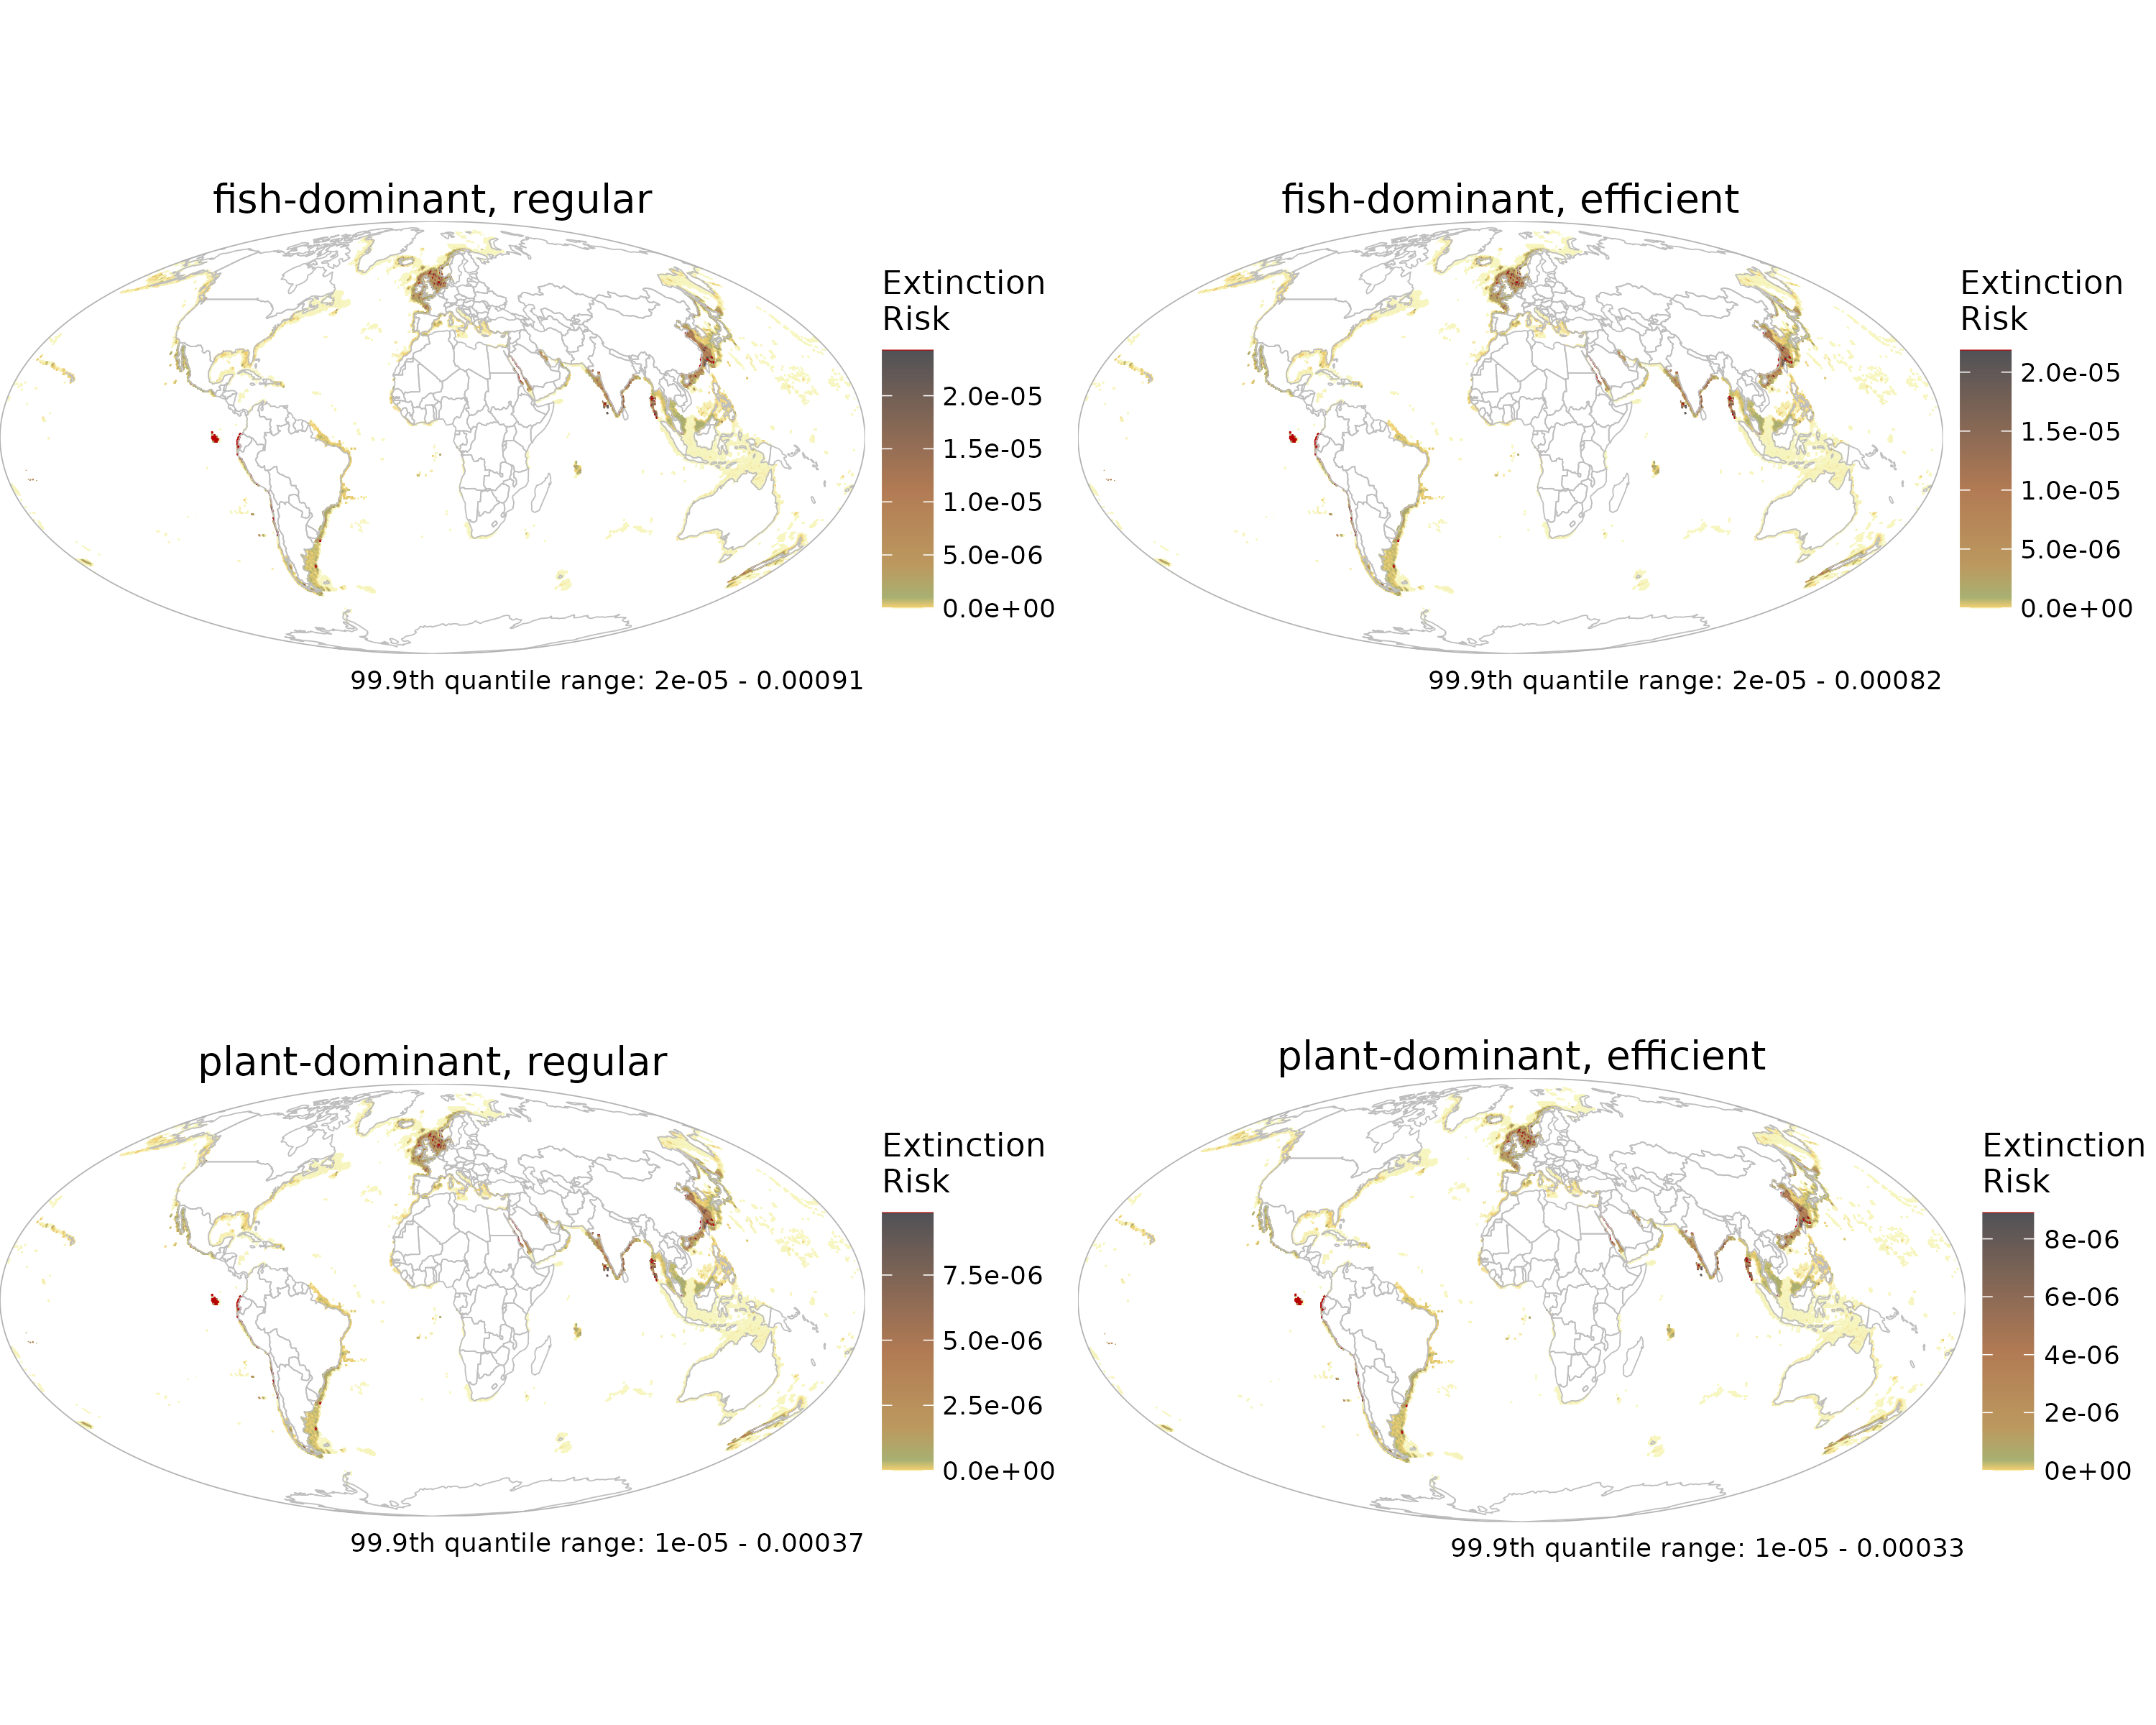 fish-dominant, regular
Extinction
Risk
2.0e-05
1.5e-05
1.0e-05
5.0e-06
0.0e+00
99.9th quantile range: 2e-05 - 0.00091
fish-dominant, efficient
Extinction
Risk
2.0e-05
1.5e-05
1.0e-05
5.0e-06
0.0e+00
99.9th quantile range: 2e-05 - 0.00082
plant-dominant, regular
Extinction
Risk
7.5e-06
5.0e-06
2.5e-06
0.0e+00
99.9th quantile range: 1e-05 - 0.00037
plant-dominant, efficient
Extinction
Risk
8e-06
6e-06
4e-06
2e-06
0e+00
99.9th quantile range: 1e-05 - 0.00033